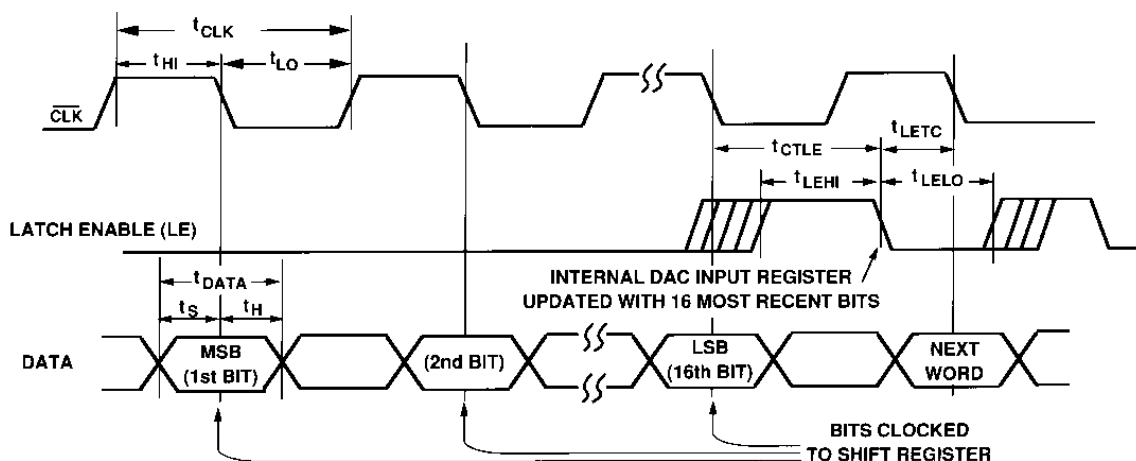 tCLK
tHI
tLO
CLK
tCTLE
tLETC
tLEHI
tLELO
LATCH ENABLE (LE)
INTERNAL DAC INPUT REGISTER
UPDATED WITH 16 MOST RECENT BITS
tDATA
tS
tH
DATA
MSB
(1st BIT)
(2nd BIT)
LSB
(16th BIT)
NEXT
WORD
BITS CLOCKED
TO SHIFT REGISTER